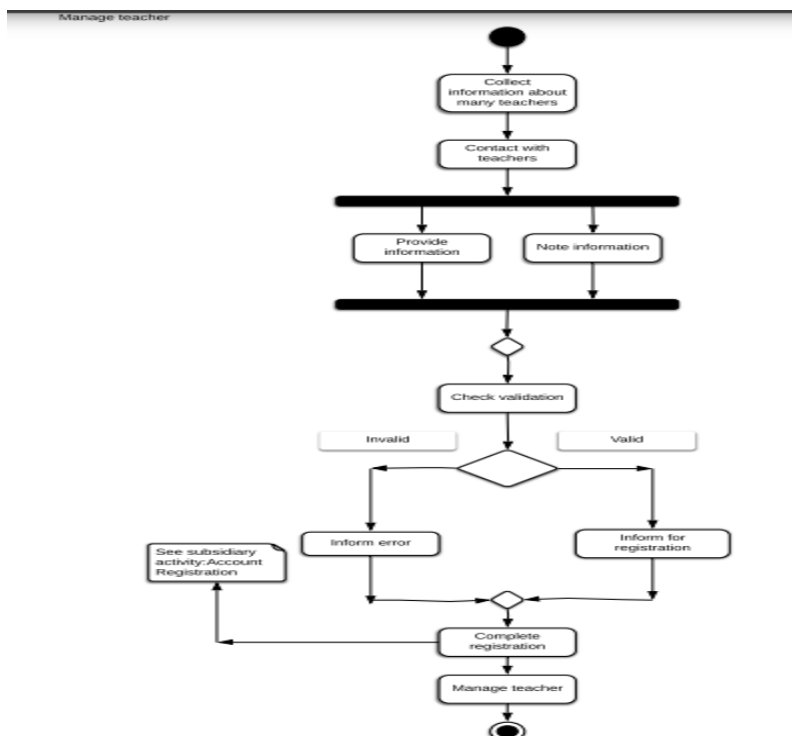 Manage teacher
Collect
information about
many teachers
Contact with
teachers
Provide
information
Note information
Check validation
Invalid
Valid
Inform error
Inform for
registration
See subsidiary
activity:Account
Registration
Complete
registration
Manage teacher